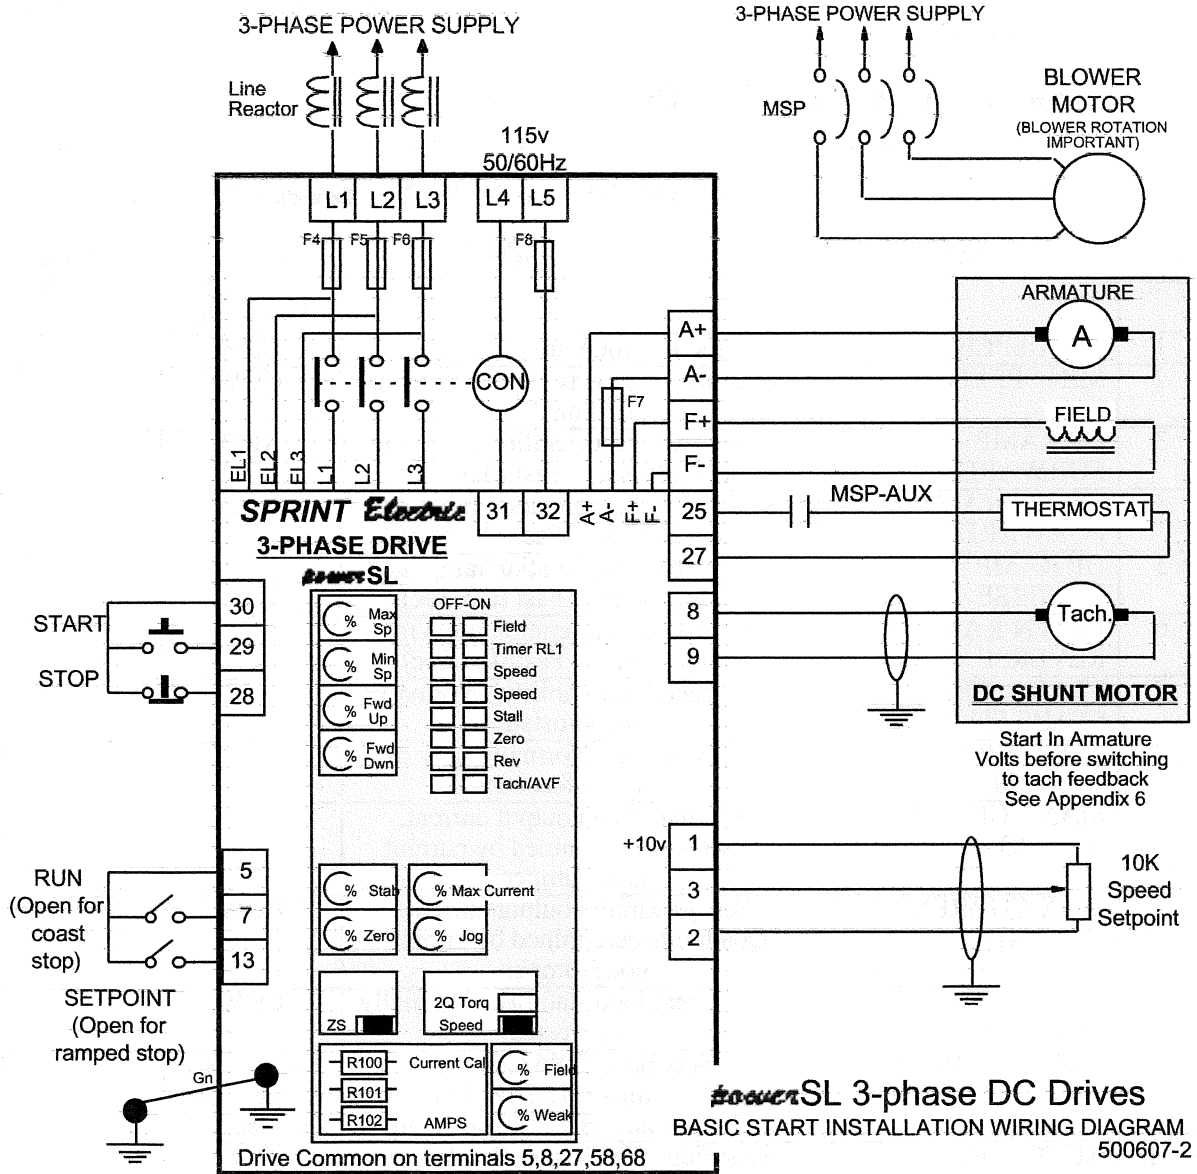 3-PHASE POWER SUPPLY
3-PHASE POWER SUPPLY
Line
Reactor
MSP
BLOWER
MOTOR
(BLOWER ROTATION
IMPORTANT)
115v
50/60Hz
L1 L2 L3 L4 L5
F4 F5 F6 F8
ARMATURE
A+
A
A-
CON
F7
F+
FIELD
F-
EL1 EL2 EL3 L1 L2 L3
MSP-AUX
SPRINT Electric
31 32 A+ A- F+ F- 25
THERMOSTAT
3-PHASE DRIVE
27
powerSL
START
30
29
STOP
28
% Max Sp
% Min Sp
% Fwd Up
% Fwd Dwn
OFF-ON
Field
Timer RL1
Speed
Speed
Stall
Zero
Rev
Tach/AVF
8
Tach.
9
DC SHUNT MOTOR
Start In Armature
Volts before switching
to tach feedback
See Appendix 6
+10v 1
3
2
10K
Speed
Setpoint
RUN
(Open for
coast
stop)
5
7
13
% Stab
% Max Current
% Zero
% Jog
SETPOINT
(Open for
ramped stop)
ZS
2Q Torq
Speed
Gn
R100
R101
R102
Current Cal
AMPS
% Field
% Weak
powerSL 3-phase DC Drives
BASIC START INSTALLATION WIRING DIAGRAM
500607-2
Drive Common on terminals 5,8,27,58,68